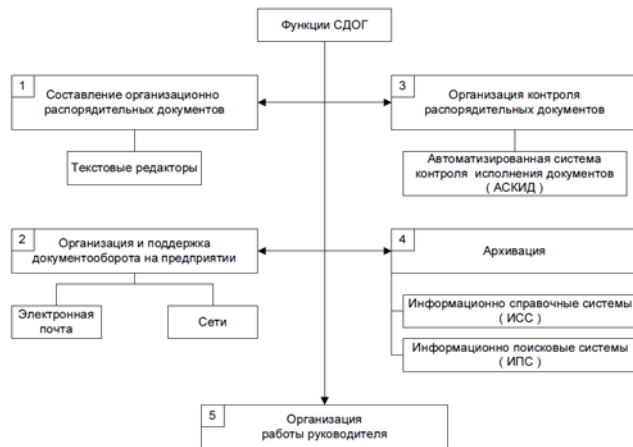 Функции СДОГ
1
Составление организационно
распорядительных документов
Текстовые редакторы
3
Организация контроля
распорядительных документов
Автоматизированная система
контроля исполнения документов
( АСКИД )
2
Организация и поддержка
документооборота на предприятии
Электронная
почта
Сети
4
Архивация
Информационно справочные системы
( ИСС )
Информационно поисковые системы
( ИПС )
5
Организация
работы руководителя